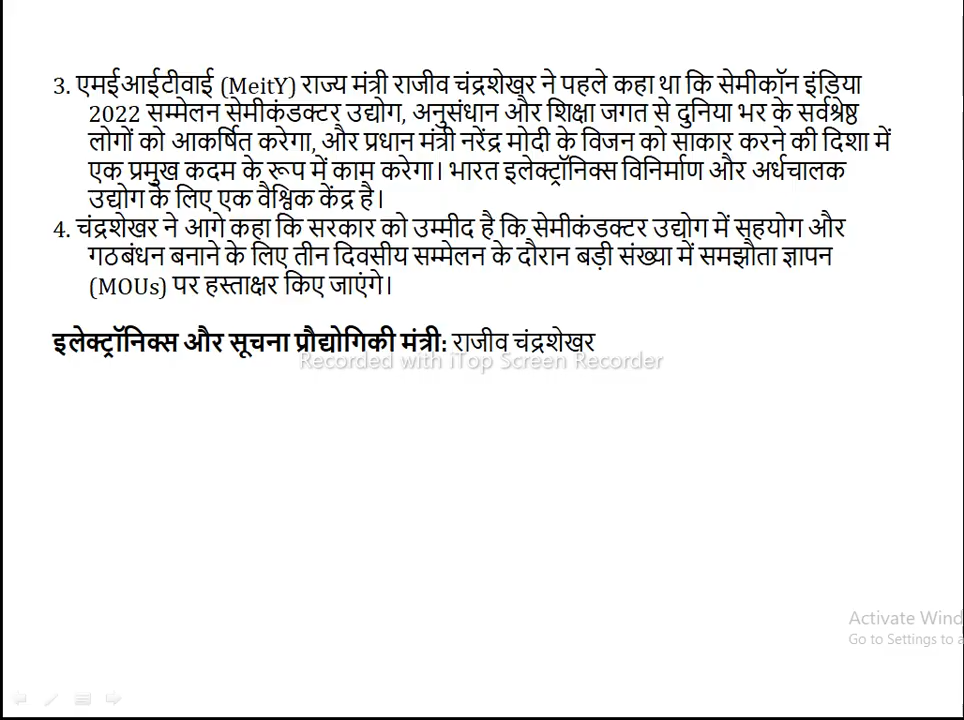 3. एमईआईटीवाई (MeitY) राज्य मंत्री राजीव चंद्रशेखर ने पहले कहा था कि सेमीकॉन इंडिया
2022 सम्मेलन सेमीकंडक्टर उद्योग, अनुसंधान और शिक्षा जगत से दुनिया भर के सर्वश्रेष्ठ
लोगों को आकर्षित करेगा, और प्रधान मंत्री नरेंद्र मोदी के विजन को साकार करने की दिशा में
एक प्रमुख कदम के रूप में काम करेगा। भारत इलेक्ट्रॉनिक्स विनिर्माण और अर्धचालक
उद्योग के लिए एक वैश्विक केंद्र है।
4. चंद्रशेखर ने आगे कहा कि सरकार को उम्मीद है कि सेमीकंडक्टर उद्योग में सहयोग और
गठबंधन बनाने के लिए तीन दिवसीय सम्मेलन के दौरान बड़ी संख्या में समझौता ज्ञापन
(MOUs) पर हस्ताक्षर किए जाएंगे।
इलेक्ट्रॉनिक्स और सूचना प्रौद्योगिकी मंत्री: राजीव चंद्रशेखर
Recorded with iTop Screen Recorder
Activate Wind
Go to Settings to a